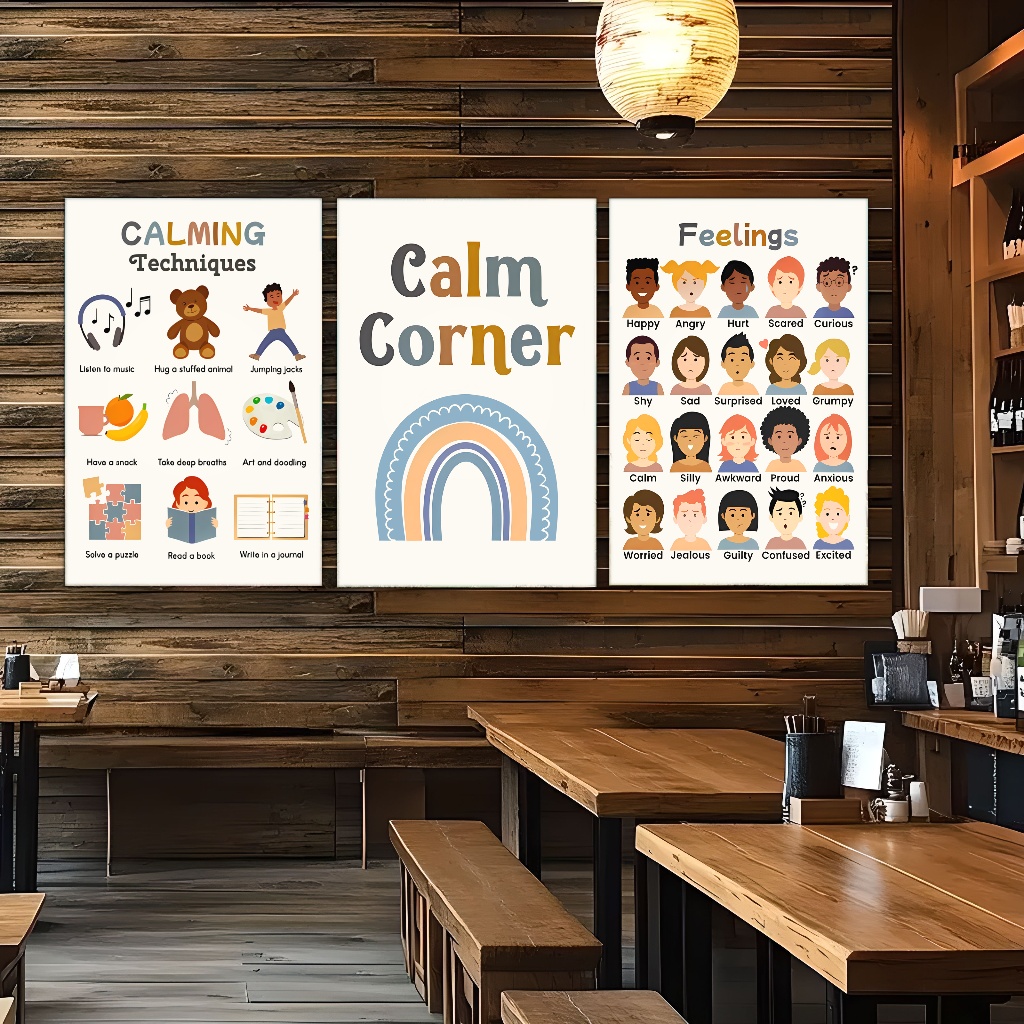 CALMING
Techniques
Listen to music
Hug a stuffed animal
Jumping jacks
Have a snack
Take deep breaths
Art and dooding
Solve a puzzle
Read a book
Write in a journal
Calm
Corner
Feelings
?
Happy
Angry
Hurt
Scared
Curious
Shy
Sad
Surprised
Loved
Grumpy
Calm
Silly
Awkward
Proud
Anxious
??
Worried
Jealous
Guilty
Confused
Excited